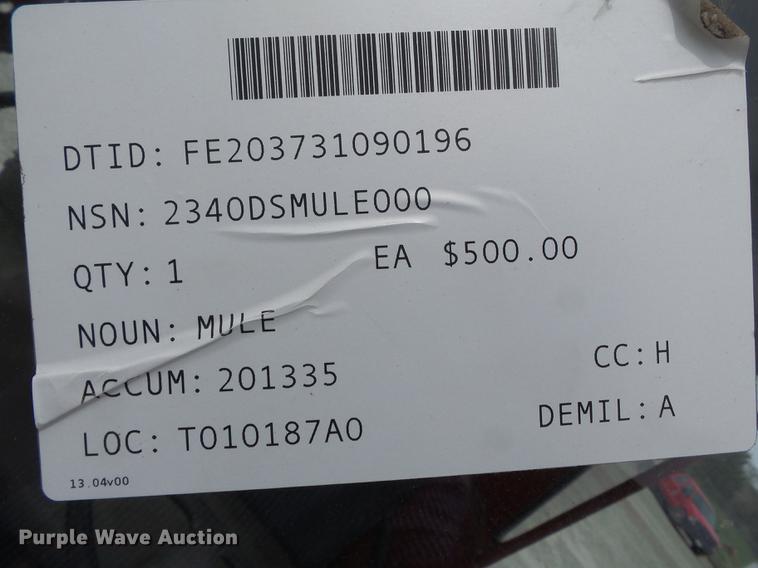 DTID: FE203731090196
NSN: 2340DSMULE000
QTY: 1 EA $500.00
NOUN: MULE
ACCUM: 201335 CC: H
LOC: T010187A0 DEMIL: A
13.04v00
Purple Wave Auction